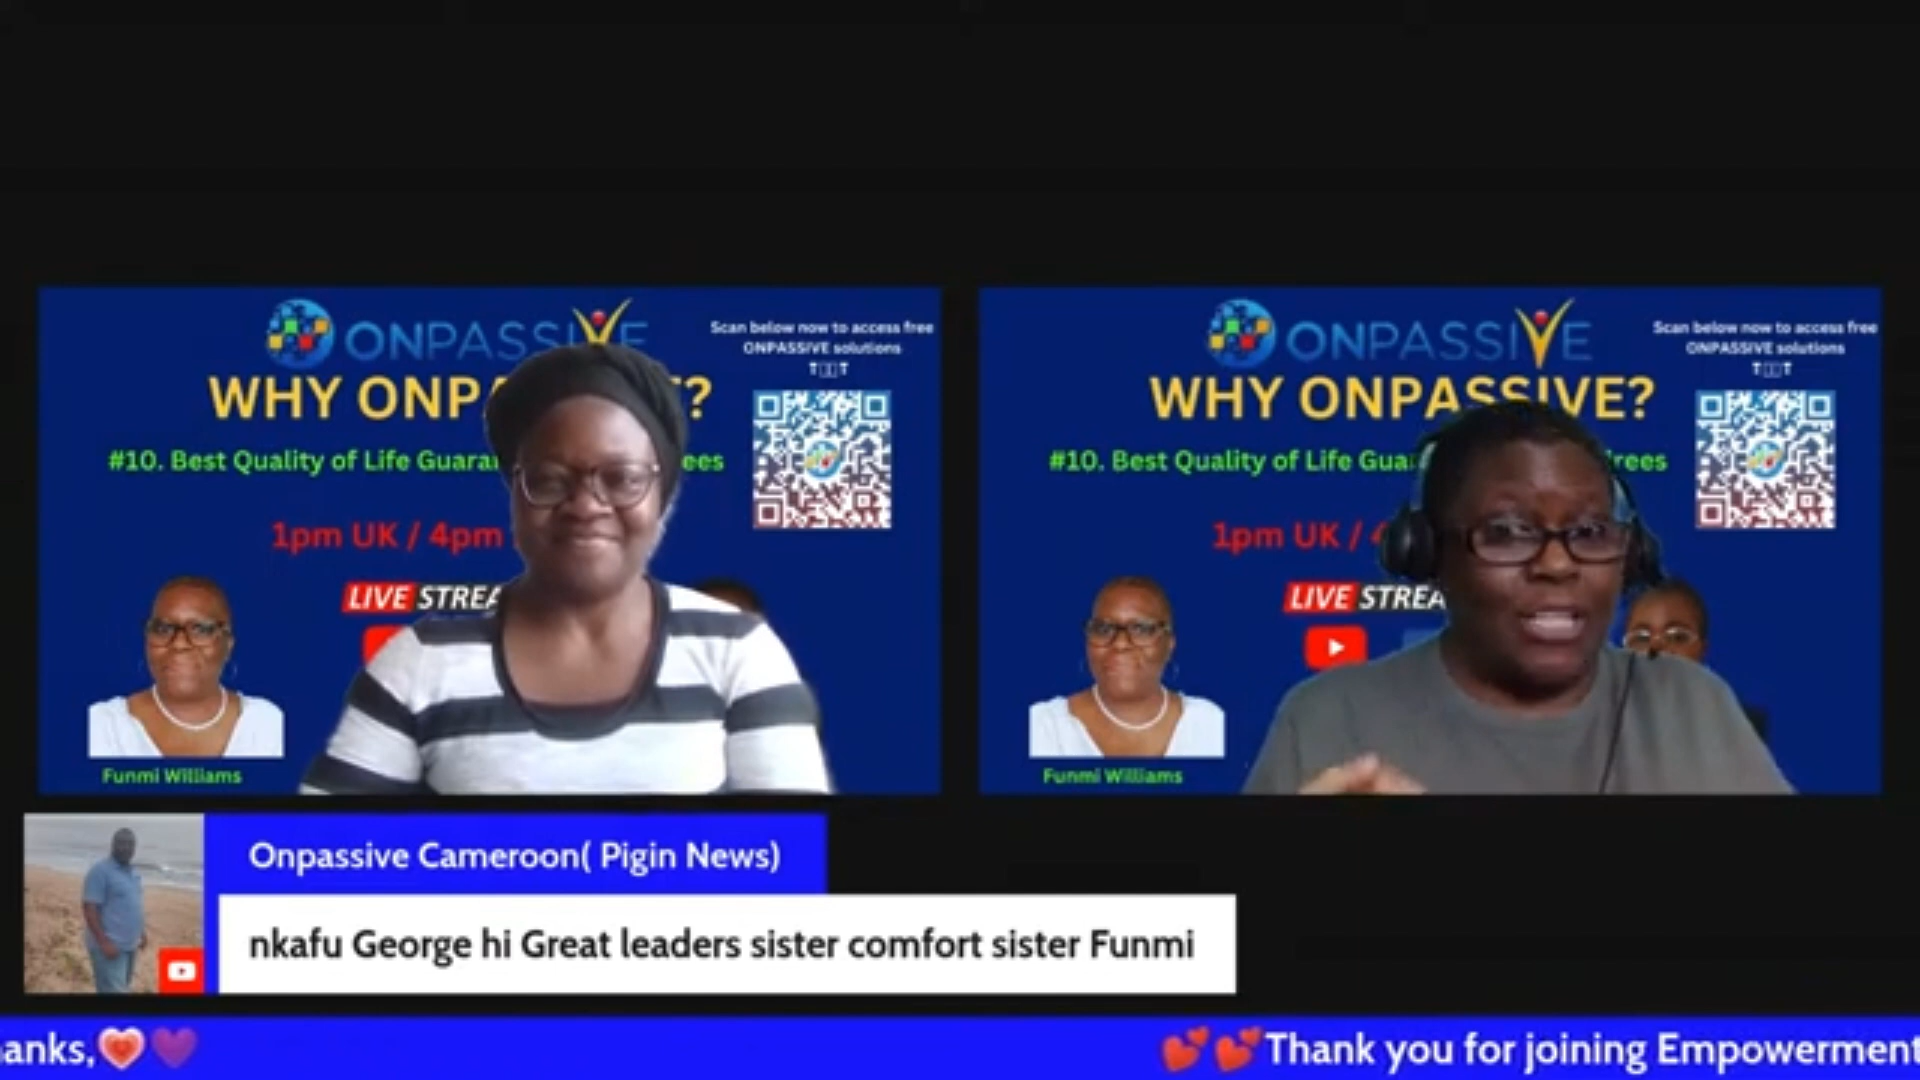 ONPASSIVE
WHY ONPA ?
#10. Best Quality of Life Guara ees
1pm UK / 4pm
LIVE STREA
Scan below now to access free
ONPASSIVE solutions
Funmi Williams
ONPASSIVE
WHY ONPASSIVE?
#10. Best Quality of Life Gua rees
1pm UK / 4
LIVE STREA
Scan below now to access free
ONPASSIVE solutions
Funmi Williams
Onpassive Cameroon( Pigin News)
nkafu George hi Great leaders sister comfort sister Funmi
anks,💗💜
💕💕Thank you for joining Empowerment